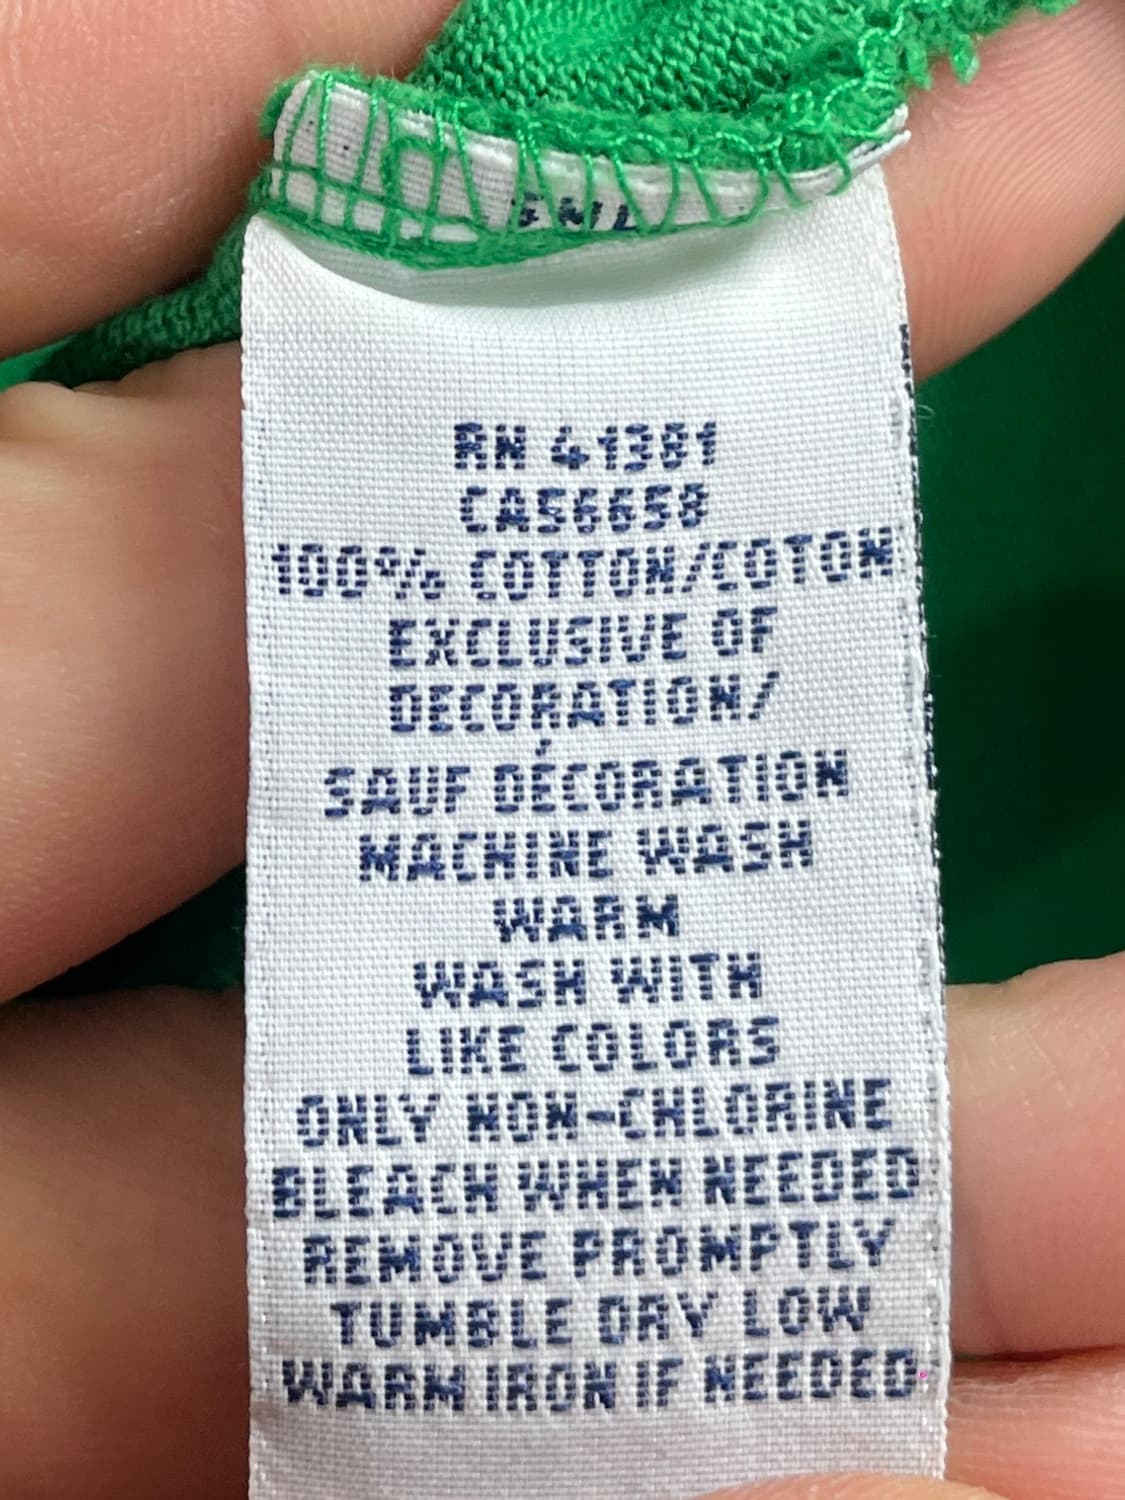 RN 41381
CA56658
100% COTTON/COTON
EXCLUSIVE OF
DECORATION/
SAUF DÉCORATION
MACHINE WASH
WARM
WASH WITH
LIKE COLORS
ONLY NON-CHLORINE
BLEACH WHEN NEEDED
REMOVE PROMPTLY
TUMBLE DRY LOW
WARM IRON IF NEEDED